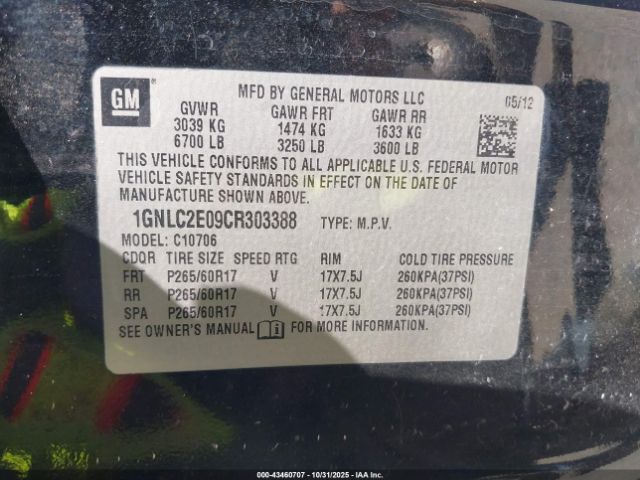 GM
MFD BY GENERAL MOTORS LLC 05/12
GVWR GAWR FRT GAWR RR
3039 KG 1474 KG 1633 KG
6700 LB 3250 LB 3600 LB
THIS VEHICLE CONFORMS TO ALL APPLICABLE U.S. FEDERAL MOTOR
VEHICLE SAFETY STANDARDS IN EFFECT ON THE DATE OF
MANUFACTURE SHOWN ABOVE.
1GNLC2E09CR303388 TYPE: M.P.V.
MODEL: C10706
CDQR TIRE SIZE SPEED RTG RIM COLD TIRE PRESSURE
FRT P265/60R17 V 17X7.5J 260KPA(37PSI)
RR P265/60R17 V 17X7.5J 260KPA(37PSI)
SPA P265/60R17 V 17X7.5J 260KPA(37PSI)
SEE OWNER'S MANUAL FOR MORE INFORMATION.
000-43460707 - 10/31/2025 - IAA Inc.